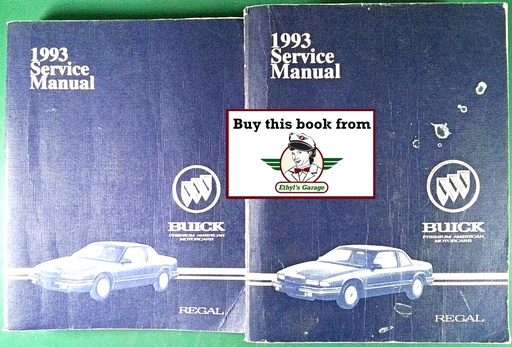 1993
Service
Manual
BUICK
PREMIUM AMERICAN
MOTORCARS
REGAL
Buy this book from
Ethyl's Garage
1993
Service
Manual
BUICK
PREMIUM AMERICAN
MOTORCARS
REGAL